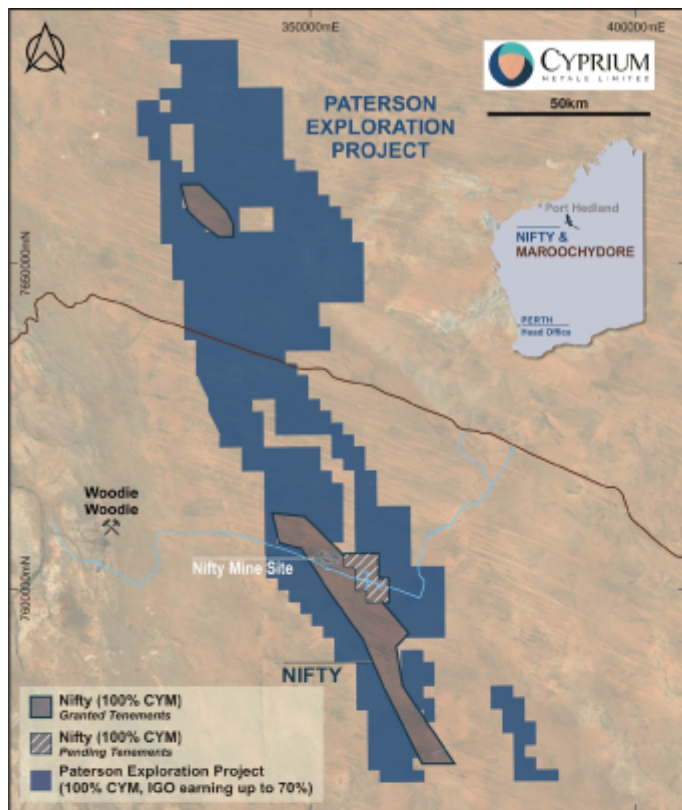 350000mE
400000mE
CYPRIUM
METALS LIMITED
50km
PATERSON
EXPLORATION
PROJECT
Port Hedland
NIFTY &
MAROOCHYDORE
PERTH
Head Office
7650000mN
Woodie
Woodie
Nifty Mine Site
7600000mN
NIFTY
Nifty (100% CYM)
Granted Tenements
Nifty (100% CYM)
Pending Tenements
Paterson Exploration Project
(100% CYM, IGO earning up to 70%)